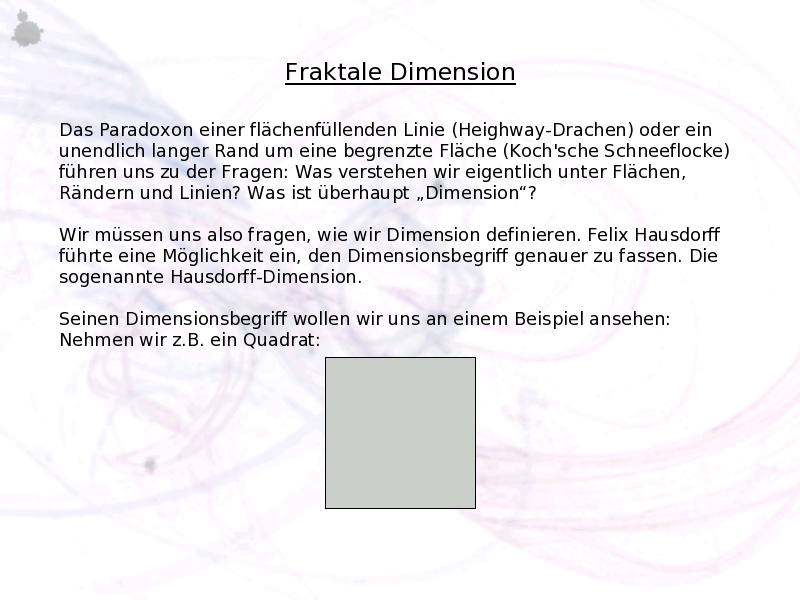 Fraktale Dimension
Das Paradoxon einer flächenfüllenden Linie (Heighway-Drachen) oder ein
unendlich langer Rand um eine begrenzte Fläche (Koch'sche Schneeflocke)
führen uns zu der Fragen: Was verstehen wir eigentlich unter Flächen,
Rändern und Linien? Was ist überhaupt „Dimension“?
Wir müssen uns also fragen, wie wir Dimension definieren. Felix Hausdorff
führte eine Möglichkeit ein, den Dimensionsbegriff genauer zu fassen. Die
sogenannte Hausdorff-Dimension.
Seinen Dimensionsbegriff wollen wir uns an einem Beispiel ansehen:
Nehmen wir z.B. ein Quadrat: